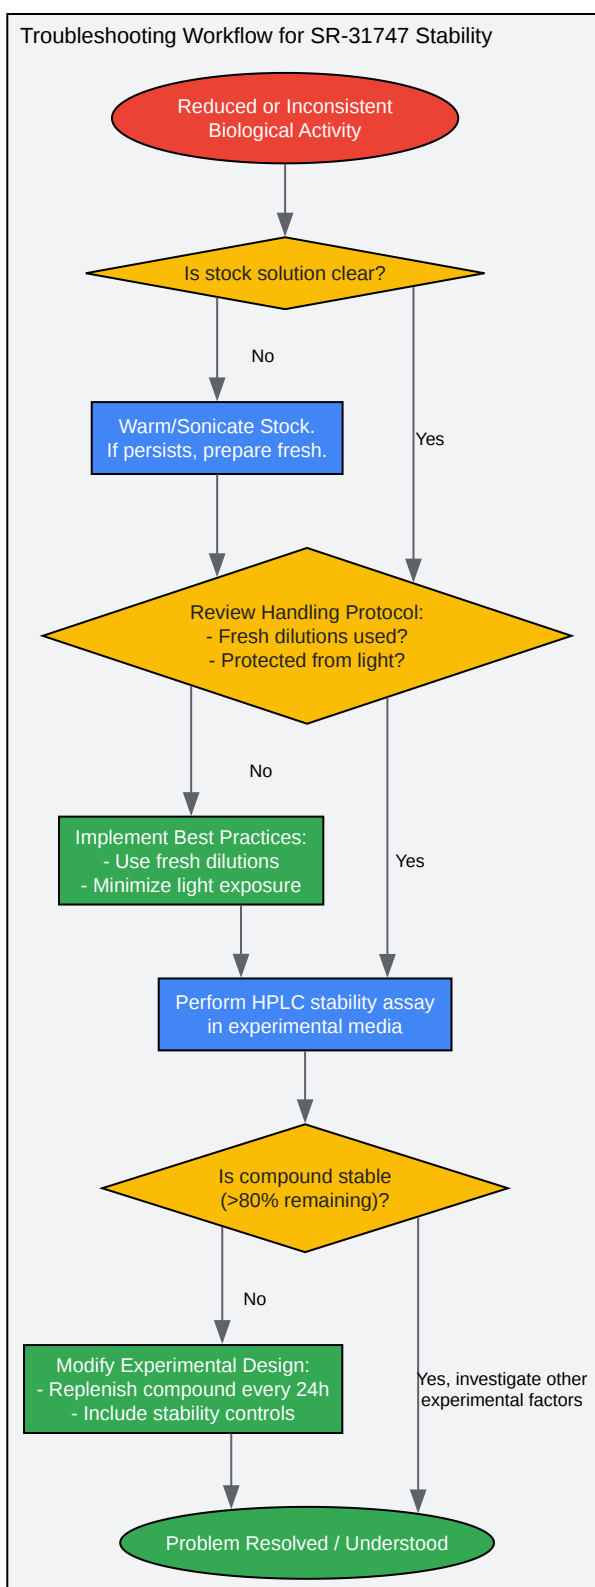 Troubleshooting Workflow for SR-31747 Stability
Reduced or Inconsistent
Biological Activity
Is stock solution clear?
No
Warm/Sonicate Stock.
If persists, prepare fresh.
Yes
Review Handling Protocol:
- Fresh dilutions used?
- Protected from light?
No
Implement Best Practices:
- Use fresh dilutions
- Minimize light exposure
Yes
Perform HPLC stability assay
in experimental media
Is compound stable
(>80% remaining)?
No
Modify Experimental Design:
- Replenish compound every 24h
- Include stability controls
Yes, investigate other
experimental factors
Problem Resolved / Understood